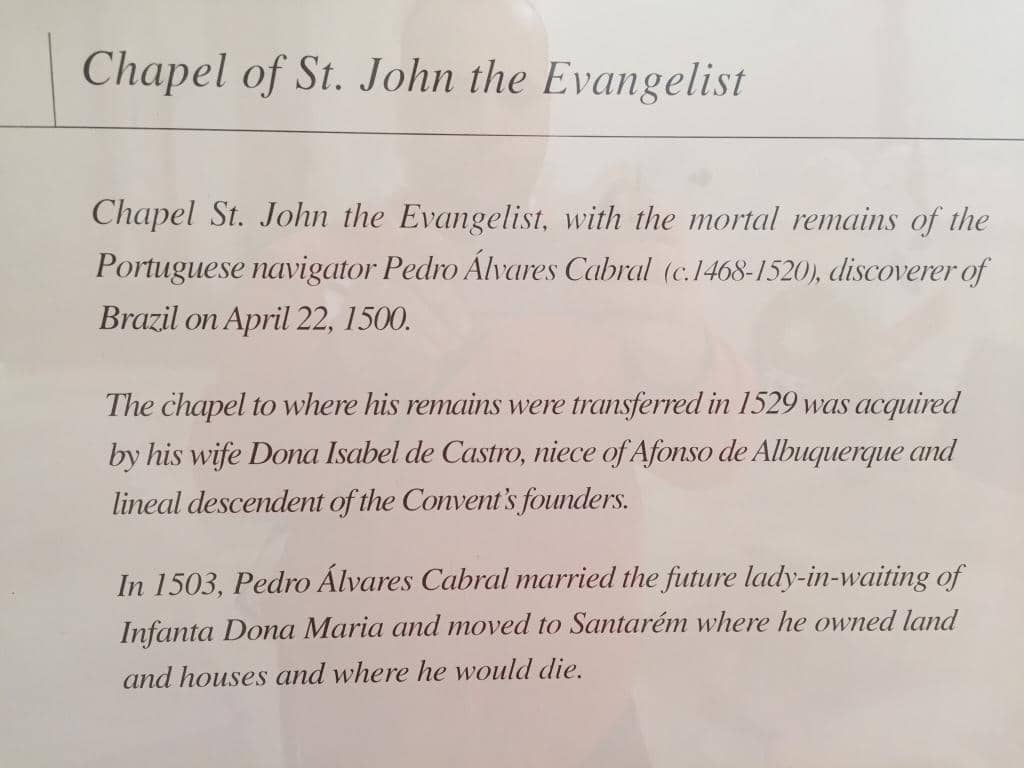 Chapel of St. John the Evangelist
Chapel St. John the Evangelist, with the mortal remains of the
Portuguese navigator Pedro Álvares Cabral (c.1468-1520), discoverer of
Brazil on April 22, 1500.
The chapel to where his remains were transferred in 1529 was acquired
by his wife Dona Isabel de Castro, niece of Afonso de Albuquerque and
lineal descendent of the Convent's founders.
In 1503, Pedro Álvares Cabral married the future lady-in-waiting of
Infanta Dona Maria and moved to Santarém where he owned land
and houses and where he would die.